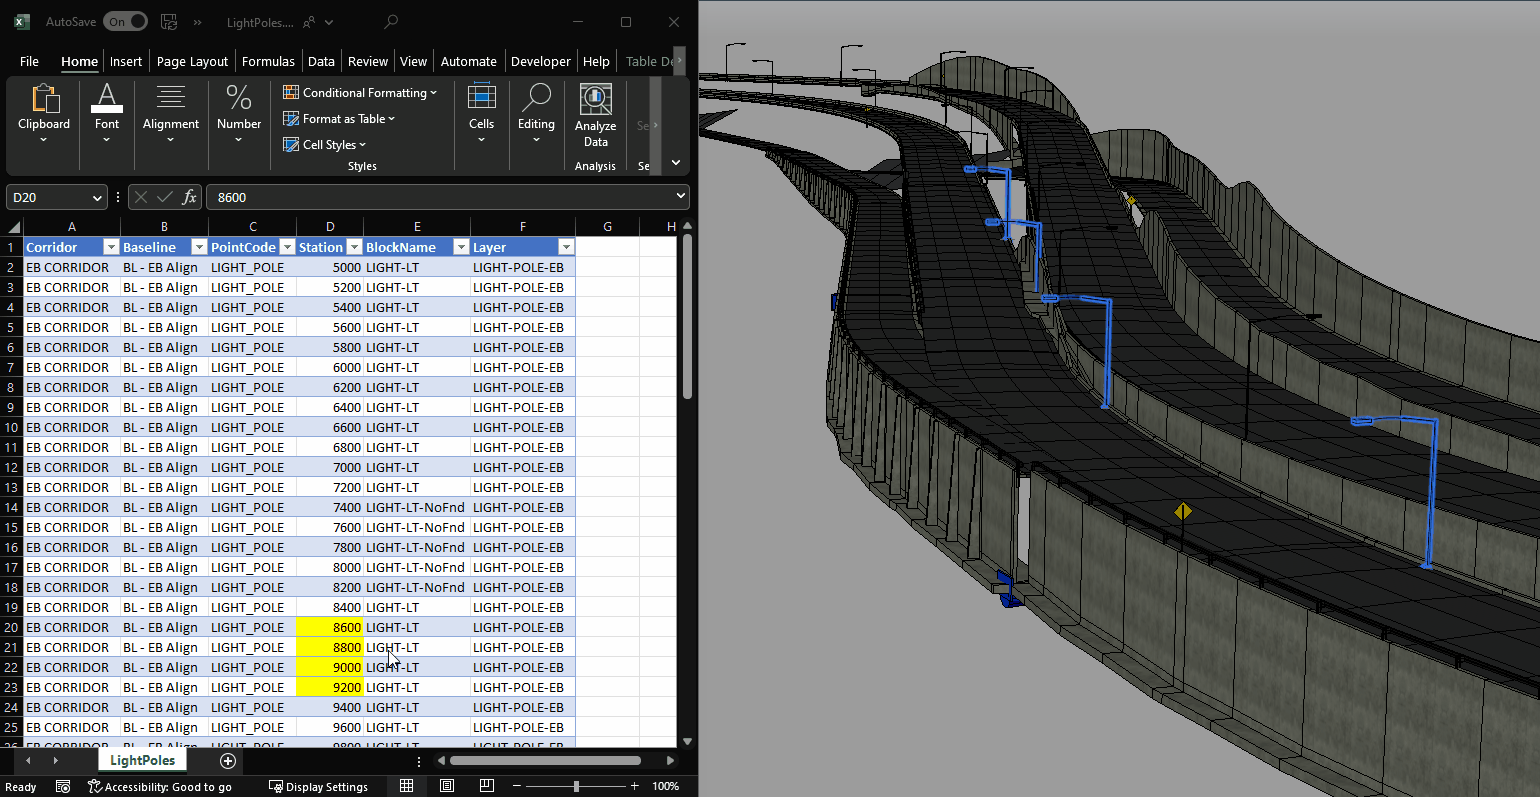 AutoSave On » LightPoles....
File Home Insert Page Layout Formulas Data Review View Automate Developer Help Table De
Clipboard Font Alignment Number Conditional Formatting Format as Table Cell Styles Cells Editing Analyze Data Se
Styles Analysis Se
D20 fx 8600
A B C D E F G H
1 Corridor Baseline PointCode Station BlockName Layer
2 EB CORRIDOR BL - EB Align LIGHT_POLE 5000 LIGHT-LT LIGHT-POLE-EB
3 EB CORRIDOR BL - EB Align LIGHT_POLE 5200 LIGHT-LT LIGHT-POLE-EB
4 EB CORRIDOR BL - EB Align LIGHT_POLE 5400 LIGHT-LT LIGHT-POLE-EB
5 EB CORRIDOR BL - EB Align LIGHT_POLE 5600 LIGHT-LT LIGHT-POLE-EB
6 EB CORRIDOR BL - EB Align LIGHT_POLE 5800 LIGHT-LT LIGHT-POLE-EB
7 EB CORRIDOR BL - EB Align LIGHT_POLE 6000 LIGHT-LT LIGHT-POLE-EB
8 EB CORRIDOR BL - EB Align LIGHT_POLE 6200 LIGHT-LT LIGHT-POLE-EB
9 EB CORRIDOR BL - EB Align LIGHT_POLE 6400 LIGHT-LT LIGHT-POLE-EB
10 EB CORRIDOR BL - EB Align LIGHT_POLE 6600 LIGHT-LT LIGHT-POLE-EB
11 EB CORRIDOR BL - EB Align LIGHT_POLE 6800 LIGHT-LT LIGHT-POLE-EB
12 EB CORRIDOR BL - EB Align LIGHT_POLE 7000 LIGHT-LT LIGHT-POLE-EB
13 EB CORRIDOR BL - EB Align LIGHT_POLE 7200 LIGHT-LT LIGHT-POLE-EB
14 EB CORRIDOR BL - EB Align LIGHT_POLE 7400 LIGHT-LT-NoFnd LIGHT-POLE-EB
15 EB CORRIDOR BL - EB Align LIGHT_POLE 7600 LIGHT-LT-NoFnd LIGHT-POLE-EB
16 EB CORRIDOR BL - EB Align LIGHT_POLE 7800 LIGHT-LT-NoFnd LIGHT-POLE-EB
17 EB CORRIDOR BL - EB Align LIGHT_POLE 8000 LIGHT-LT-NoFnd LIGHT-POLE-EB
18 EB CORRIDOR BL - EB Align LIGHT_POLE 8200 LIGHT-LT-NoFnd LIGHT-POLE-EB
19 EB CORRIDOR BL - EB Align LIGHT_POLE 8400 LIGHT-LT LIGHT-POLE-EB
20 EB CORRIDOR BL - EB Align LIGHT_POLE 8600 LIGHT-LT LIGHT-POLE-EB
21 EB CORRIDOR BL - EB Align LIGHT_POLE 8800 LIGHT-LT LIGHT-POLE-EB
22 EB CORRIDOR BL - EB Align LIGHT_POLE 9000 LIGHT-LT LIGHT-POLE-EB
23 EB CORRIDOR BL - EB Align LIGHT_POLE 9200 LIGHT-LT LIGHT-POLE-EB
24 EB CORRIDOR BL - EB Align LIGHT_POLE 9400 LIGHT-LT LIGHT-POLE-EB
25 EB CORRIDOR BL - EB Align LIGHT_POLE 9600 LIGHT-LT LIGHT-POLE-EB
26 EB CORRIDOR BL - EB Align LIGHT_POLE 9800 LIGHT-LT LIGHT-POLE-EB
LightPoles
Ready Accessibility: Good to go Display Settings 100%